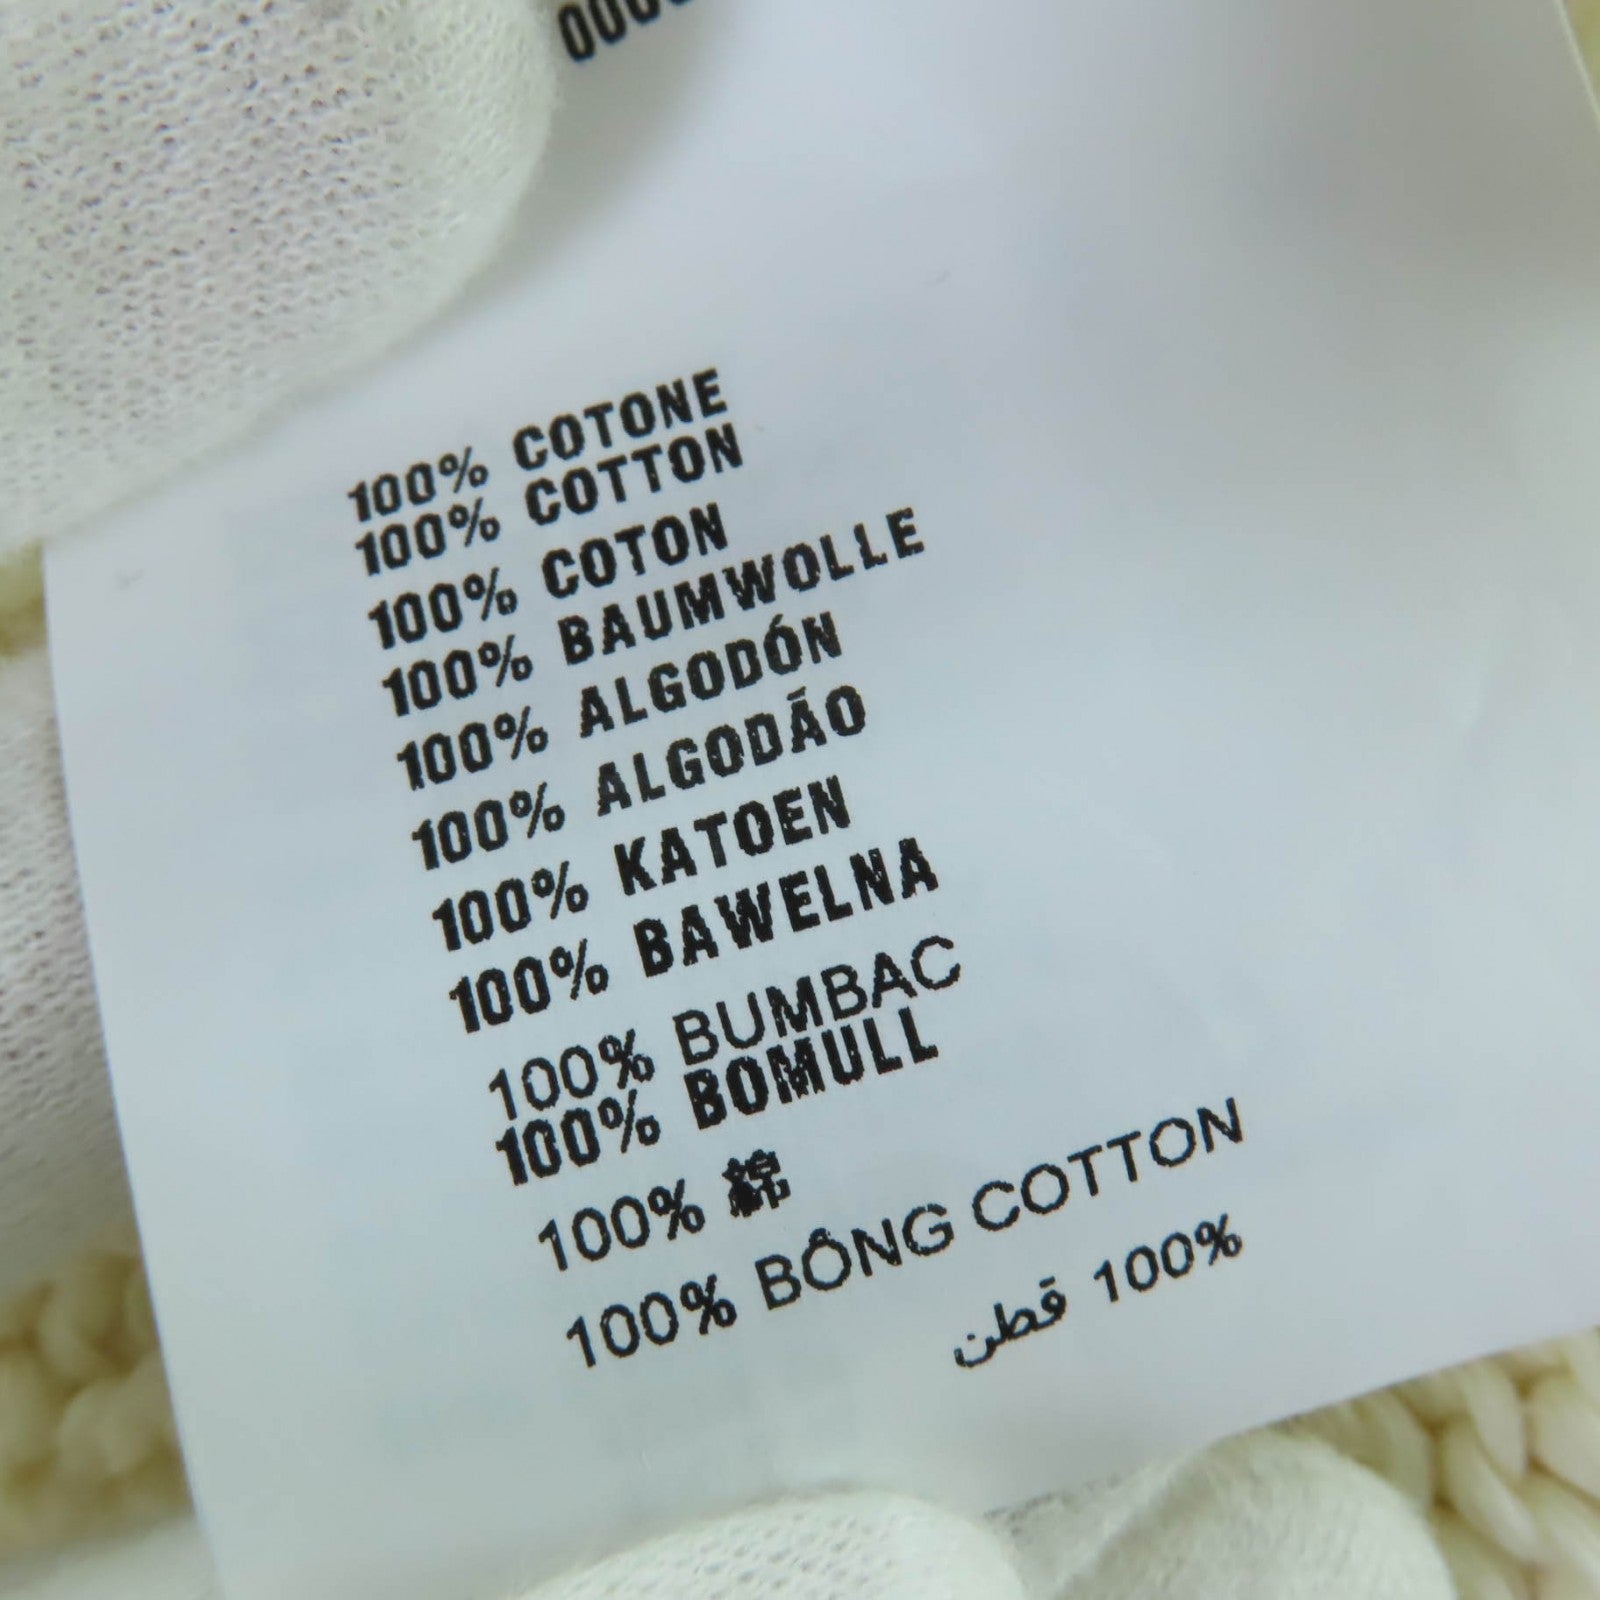 100% COTONE
100% COTTON
100% COTON
100% BAUMWOLLE
100% ALGODÓN
100% ALGODÃO
100% KATOEN
100% BAWELNA
100% BUMBAC
100% BOMULL
100% 綿
100% BÔNG COTTON
100% قطن